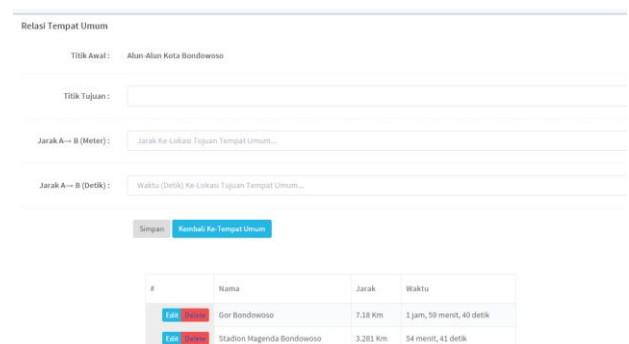 Relasi Tempat Umum
Titik Awal : Alun-Alun Kota Bondowoso
Titik Tujuan :
Jarak A→ B (Meter) : Jarak Ke-Lokasi Tujuan Tempat Umum...
Jarak A→ B (Detik) : Waktu (Detik) Ke-Lokasi Tujuan Tempat Umum...
Simpan Kembali Ke-Tempat Umum
# Nama Jarak Waktu
Edit Delete Gor Bondowoso 7.18 Km 1 jam, 59 menit, 40 detik
Edit Delete Stadion Magenda Bondowoso 3.281 Km 54 menit, 41 detik